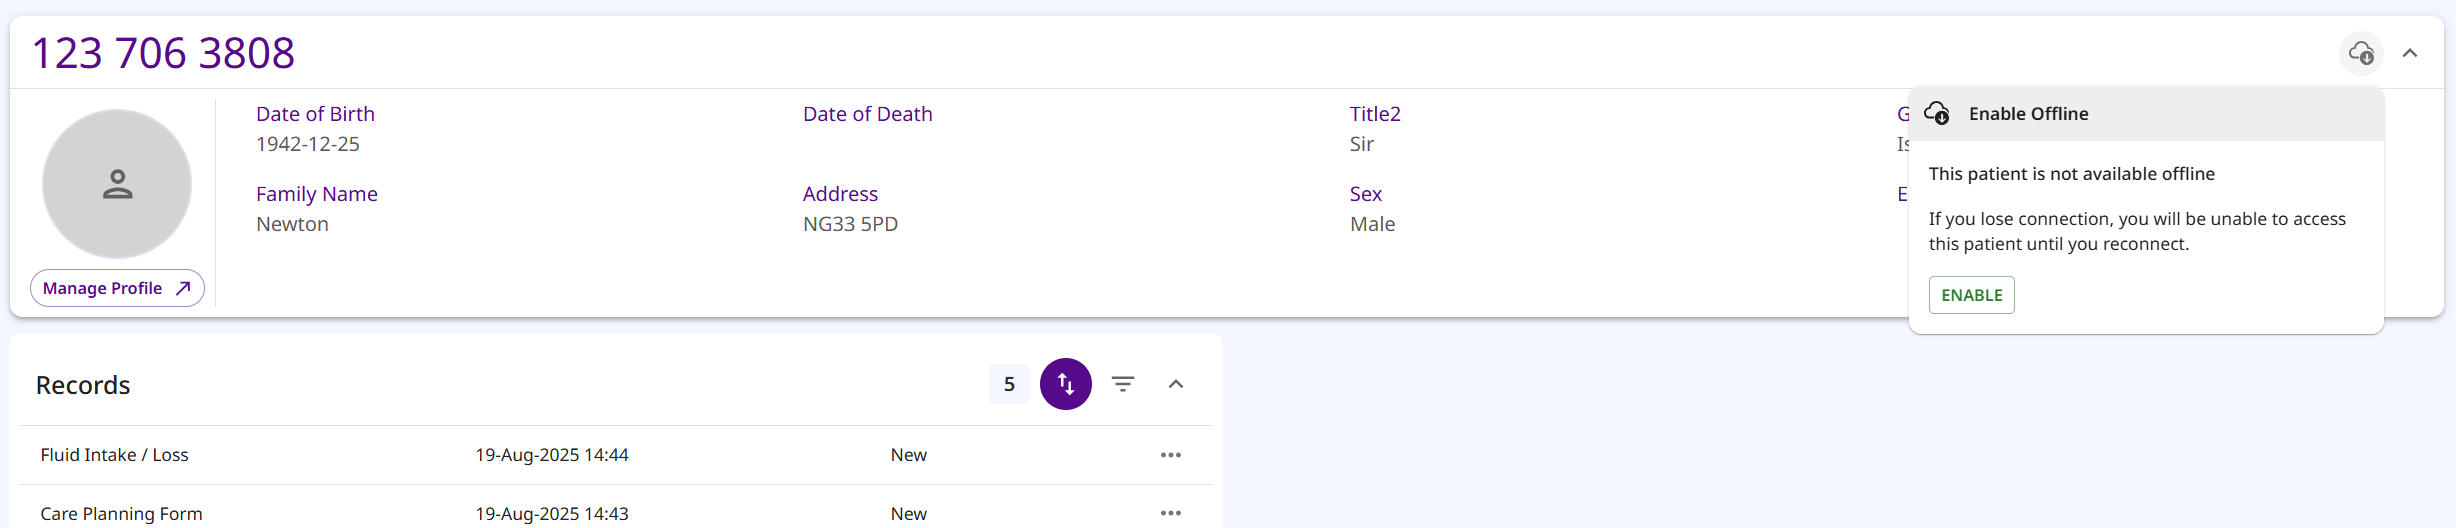 123 706 3808
Date of Birth
1942-12-25
Date of Death
Title2
Sir
Family Name
Newton
Address
NG33 5PD
Sex
Male
Manage Profile
Enable Offline
This patient is not available offline
If you lose connection, you will be unable to access
this patient until you reconnect.
ENABLE
Records
5
Fluid Intake / Loss 19-Aug-2025 14:44 New
Care Planning Form 19-Aug-2025 14:43 New